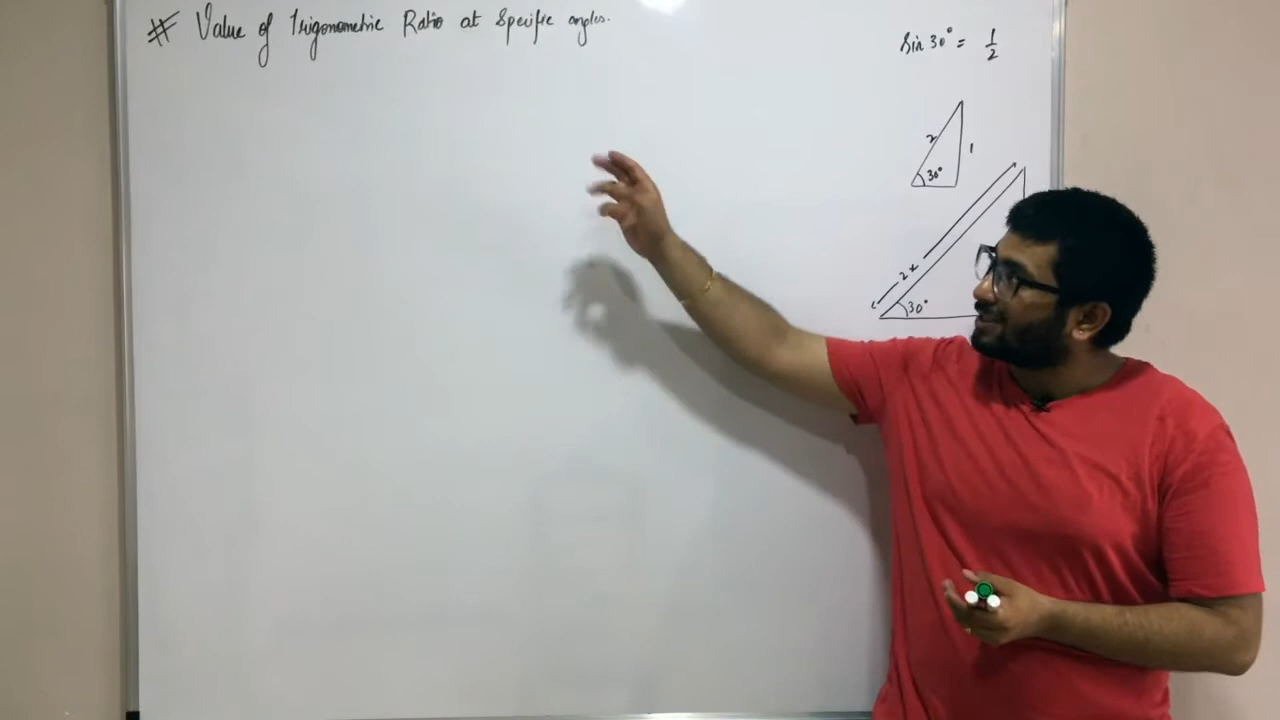 # Value of Trigonometric Ratio at Specific angles.
Sin 30° = 1/2
2
1
30°
2x
30°